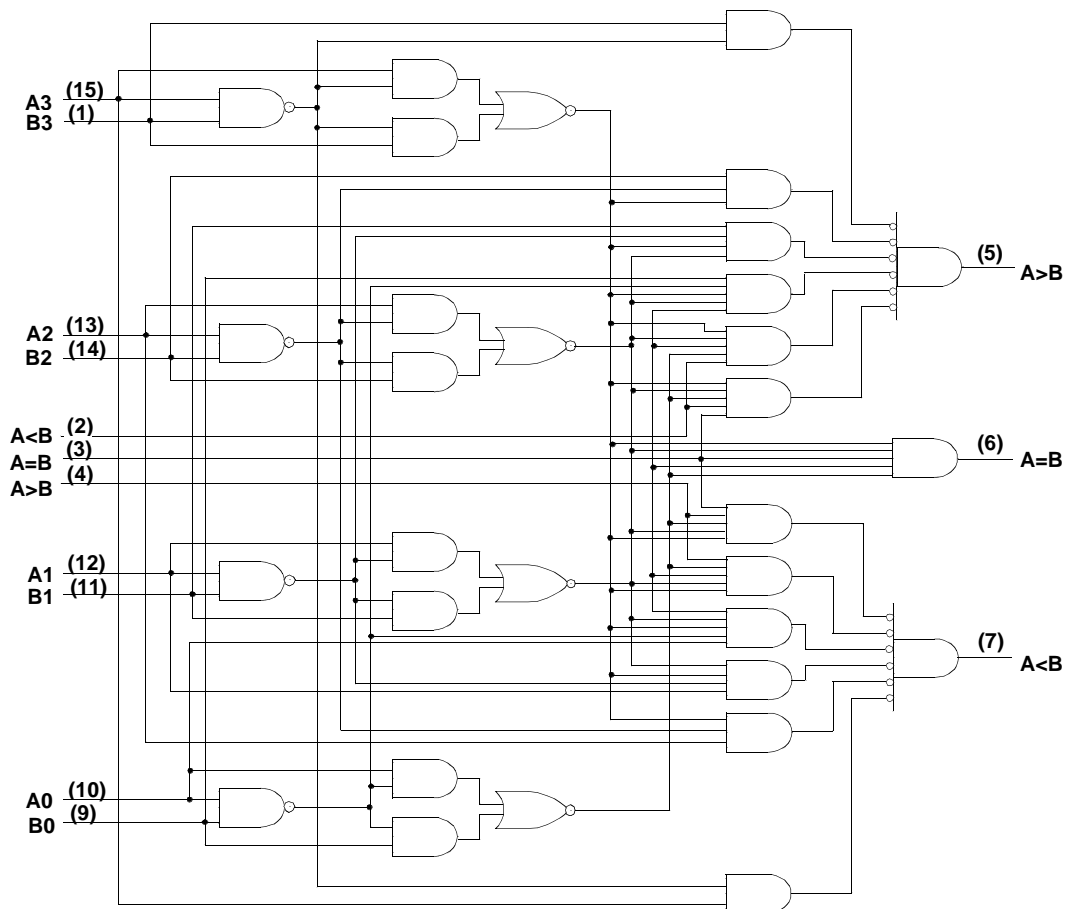 A3 (15)
B3 (1)
(5)
A>B
A2 (13)
B2 (14)
A<B (2)
A=B (3)
A>B (4)
(6)
A=B
A1 (12)
B1 (11)
(7)
A<B
A0 (10)
B0 (9)